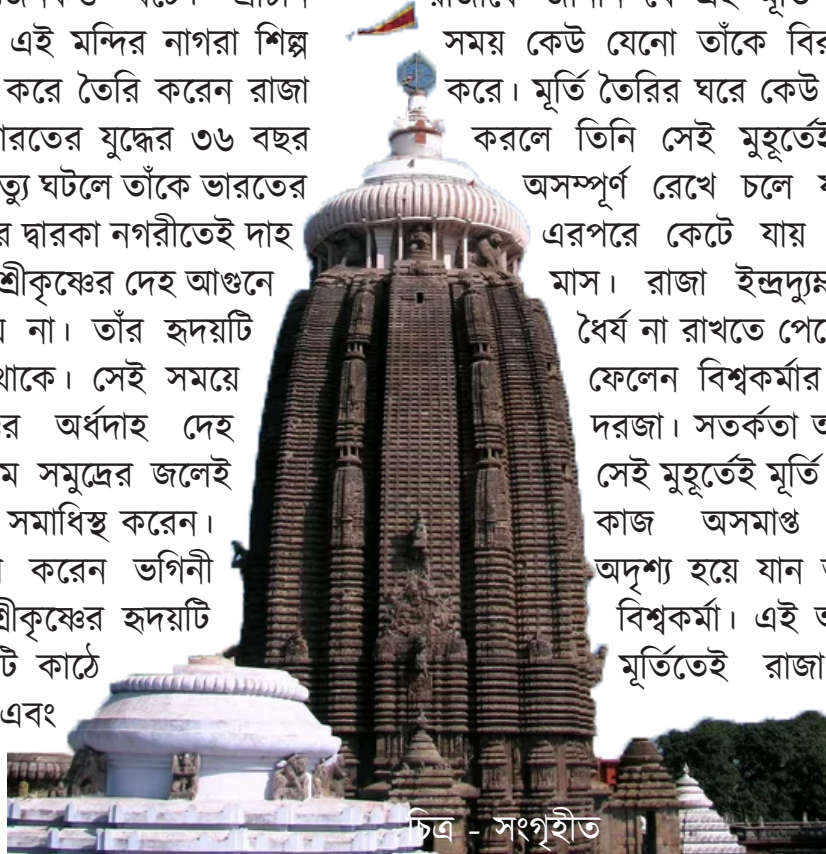 বটে। প্রাচীন
এই মন্দির নাগরা শিল্প
করে তৈরি করেন রাজা
রতের যুদ্ধের ৩৬ বছর
ত্যু ঘটলে তাঁকে ভারতের
র দ্বারকা নগরীতেই দাহ
শ্রীকৃষ্ণের দেহ আগুনে
না। তাঁর হৃদয়টি
থাকে। সেই সময়ে
র অর্ধদাহ দেহ
ম সমুদ্রের জলেই
সমাধিস্থ করেন।
করেন ভগিনী
শ্রীকৃষ্ণের হৃদয়টি
টি কাঠে
এবং
রাজাকে জানান যে এই মূর্তি
সময় কেউ যেনো তাঁকে বির
করে। মূর্তি তৈরির ঘরে কেউ
করলে তিনি সেই মুহূর্তেই
অসম্পূর্ণ রেখে চলে
এরপরে কেটে যায়
মাস। রাজা ইন্দ্রদ্যুম্ন
ধৈর্য না রাখতে পেরে
ফেলেন বিশ্বকর্মার
দরজা। সতর্কতা
সেই মুহূর্তেই মূর্তি
কাজ অসমাপ্ত
অদৃশ্য হয়ে যান
বিশ্বকর্মা। এই
মূর্তিতেই রাজা
চিত্র - সংগৃহীত